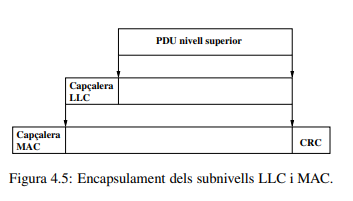 PDU nivell superior
Capçalera
LLC
Capçalera
MAC
CRC
Figura 4.5: Encapsulament dels subnivells LLC i MAC.